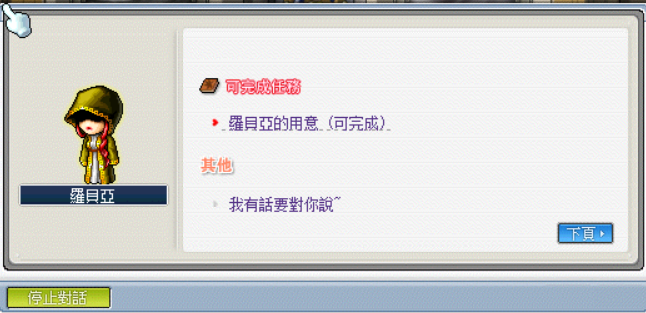 可完成任務
羅貝亞的用意 (可完成)
其他
我有話要對你說~
羅貝亞
下頁
停止對話